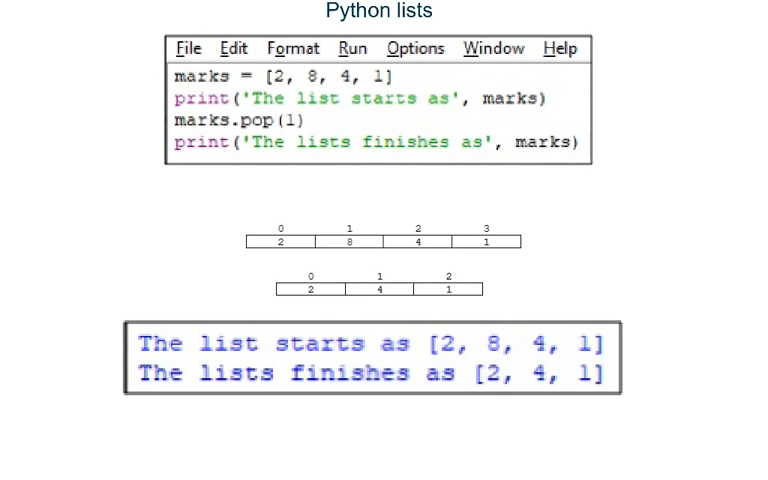 Python lists
File Edit Format Run Options Window Help
marks = [2, 8, 4, 1]
print('The list starts as', marks)
marks.pop(1)
print('The lists finishes as', marks)
0 1 2 3
2 8 4 1
0 1 2
2 4 1
The list starts as [2, 8, 4, 1]
The lists finishes as [2, 4, 1]